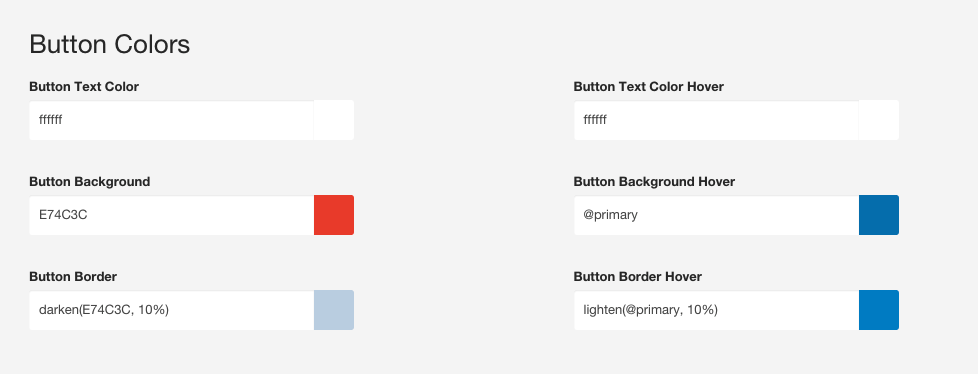 Button Colors
Button Text Color
Button Text Color Hover
ffffff
ffffff
Button Background
Button Background Hover
E74C3C
@primary
Button Border
Button Border Hover
darken(E74C3C, 10%)
lighten(@primary, 10%)